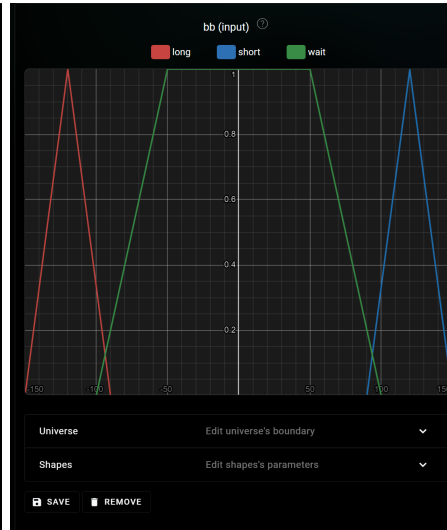 bb (input) ?
long short wait
1
0.8
0.6
0.4
0.2
-150 -100 -50 50 100 150
Universe Edit universe's boundary
Shapes Edit shapes's parameters
SAVE REMOVE